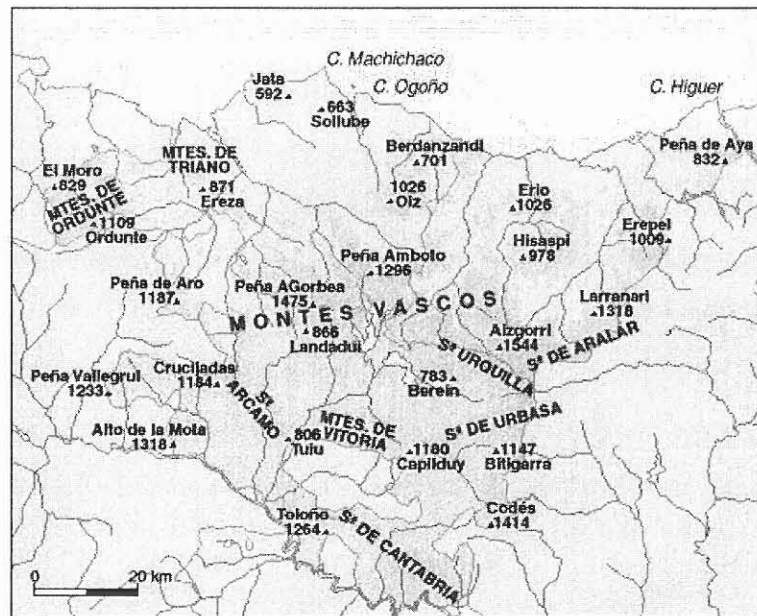 C. Machichaco
Jata
592
C. Ogoño
C. Higuer
663
Sollube
Berdanzandi
701
Peña de Aya
832
MTES. DE
TRIANO
El Moro
829
871
Ereza
1026
Oiz
Erio
1026
MTES. DE
ORDUNTE
1109
Ordunte
Erepel
1009
Hisaspi
978
Peña Amboto
1296
Peña de Aro
1187
Peña AGorbea
1475
Larranari
1318
MONTES VASCOS
866
Landadui
Aizgorri
1544
Sª DE ARALAR
Sª URQUILLA
Peña Vallegrul
1233
Cruciladas
1184
783
Berein
Sª
ARCAMO
MTES. DE
VITORIA
Sª DE URBASA
Alto de la Mota
1318
806
Tuiu
1180
Capilduy
1147
Bitigarra
Toloño
1264
Codés
1414
Sª DE CANTABRIA
0
20 km